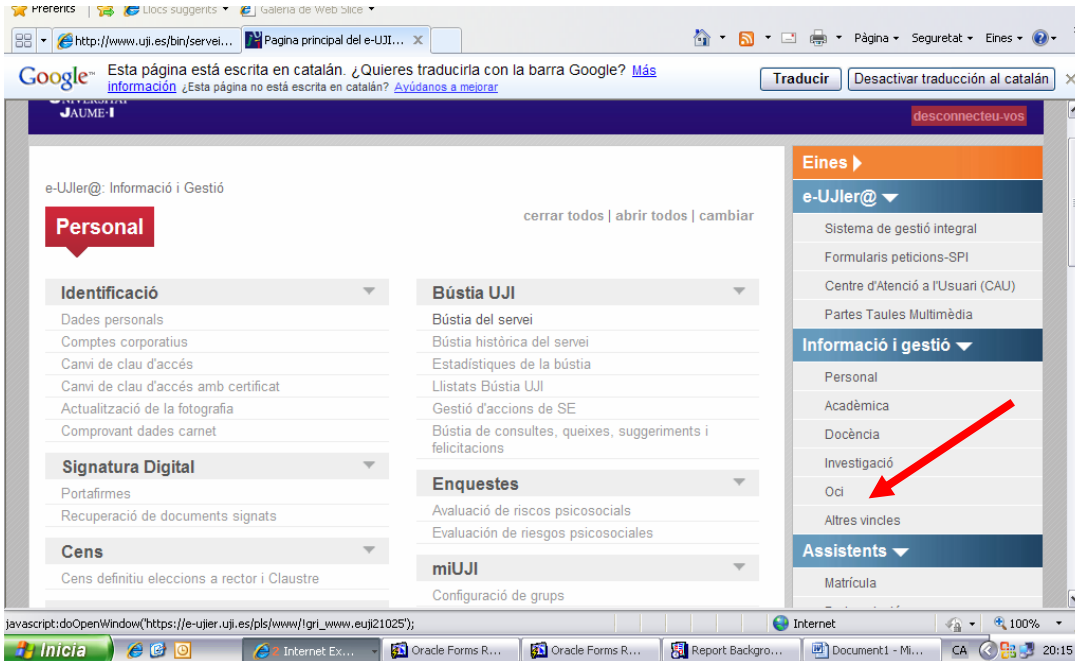 Preferits Llocs suggerits Galeria de Web Slice
http://www.uji.es/bin/servei... Pagina principal del e-UJI... X Pàgina Seguretat Eines
Google Esta página está escrita en catalán. ¿Quieres traducirla con la barra Google? Más
información ¿Esta página no está escrita en catalán? Ayúdanos a mejorar
Traducir Desactivar traducción al catalán
UNIVERSITAT
JAUME·I
desconnecteu-vos
e-UJIer@: Informació i Gestió
Personal
cerrar todos | abrir todos | cambiar
Identificació
Dades personals
Comptes corporatius
Canvi de clau d'accés
Canvi de clau d'accés amb certificat
Actualització de la fotografia
Comprovant dades carnet
Signatura Digital
Portafirmes
Recuperació de documents signats
Cens
Cens definitiu eleccions a rector i Claustre
Bústia UJI
Bústia del servei
Bústia històrica del servei
Estadístiques de la bústia
Llistats Bústia UJI
Gestió d'accions de SE
Bústia de consultes, queixes, suggeriments i
felicitacions
Enquestes
Avaluació de riscos psicosocials
Evaluación de riesgos psicosociales
miUJI
Configuració de grups
Eines
e-UJIer@
Sistema de gestió integral
Formularis peticions-SPI
Centre d'Atenció a l'Usuari (CAU)
Partes Taules Multimèdia
Informació i gestió
Personal
Acadèmica
Docència
Investigació
Oci
Altres vincles
Assistents
Matrícula
javascript:doOpenWindow('https://e-ujier.uji.es/pls/www/!gri_www.euji21025'); Internet 100%
Inicia 2 Internet Ex... Oracle Forms R... Oracle Forms R... Report Backgro... Document1 - Mi... CA 20:15